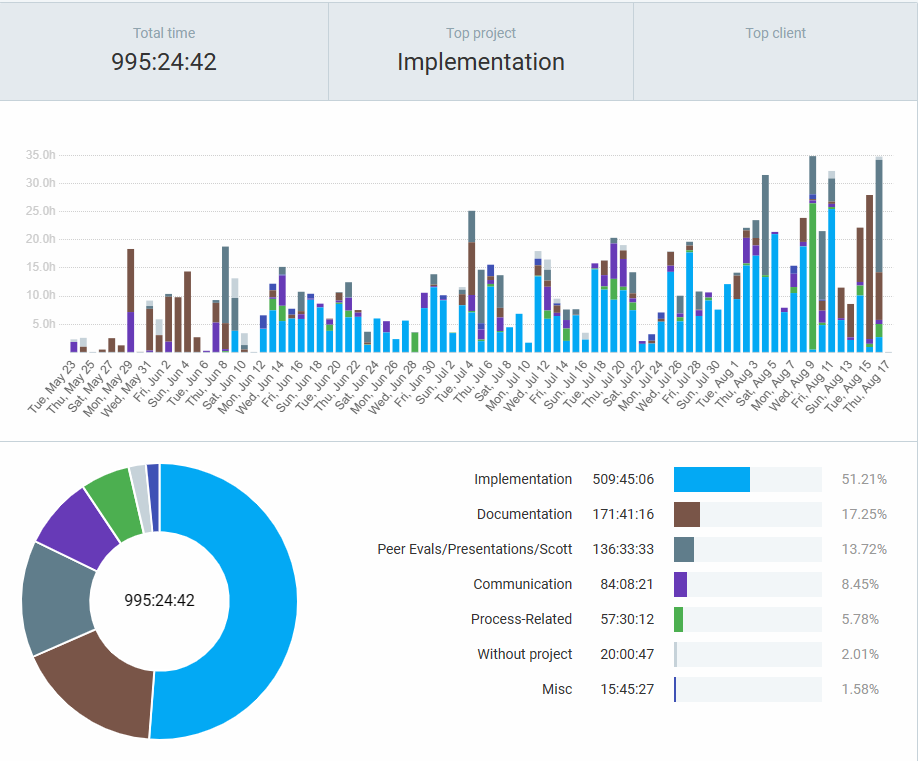 Total time
Top project
Top client
995:24:42
Implementation
35.0h
30.0h
25.0h
20.0h
15.0h
10.0h
5.0h
Tue, May 23
Thu, May 25
Sat, May 27
Mon, May 29
Wed, May 31
Fri, Jun 2
Sun, Jun 4
Tue, Jun 6
Thu, Jun 8
Sat, Jun 10
Mon, Jun 12
Wed, Jun 14
Fri, Jun 16
Sun, Jun 18
Tue, Jun 20
Thu, Jun 22
Sat, Jun 24
Mon, Jun 26
Wed, Jun 28
Fri, Jun 30
Sun, Jul 2
Tue, Jul 4
Thu, Jul 6
Sat, Jul 8
Mon, Jul 10
Wed, Jul 12
Fri, Jul 14
Sun, Jul 16
Tue, Jul 18
Thu, Jul 20
Sat, Jul 22
Mon, Jul 24
Wed, Jul 26
Fri, Jul 28
Sun, Jul 30
Tue, Aug 1
Thu, Aug 3
Sat, Aug 5
Mon, Aug 7
Wed, Aug 9
Fri, Aug 11
Sun, Aug 13
Tue, Aug 15
Thu, Aug 17
995:24:42
Implementation 509:45:06 51.21%
Documentation 171:41:16 17.25%
Peer Evals/Presentations/Scott 136:33:33 13.72%
Communication 84:08:21 8.45%
Process-Related 57:30:12 5.78%
Without project 20:00:47 2.01%
Misc 15:45:27 1.58%